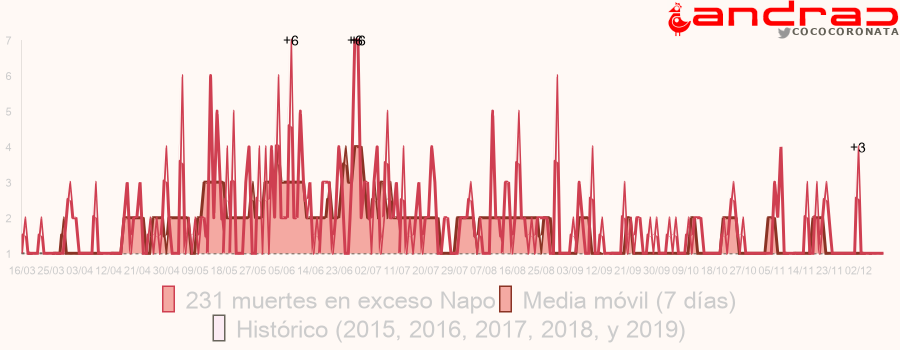 andrac
COCOCORONATA
+6 +6 +6
7
6
5
4
+3
3
2
1
16/03 25/03 03/04 12/04 21/04 30/04 09/05 18/05 27/05 05/06 14/06 23/06 02/07 11/07 20/07 29/07 07/08 16/08 25/08 03/09 12/09 21/09 30/09 09/10 18/10 27/10 05/11 14/11 23/11 02/12
231 muertes en exceso Napo Media móvil (7 días)
Histórico (2015, 2016, 2017, 2018, y 2019)